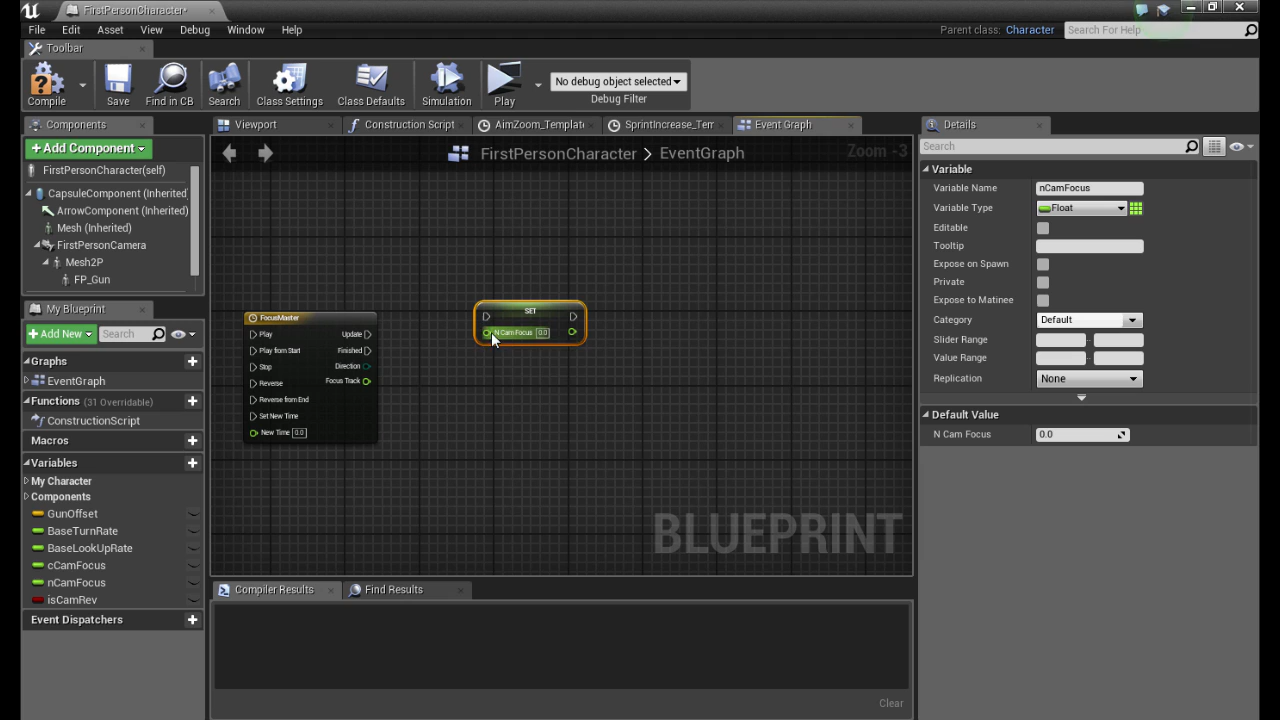 FirstPersonCharacter*
File Edit Asset View Debug Window Help
Parent class: Character Search For Help
Toolbar
Compile Save Find in CB Search Class Settings Class Defaults Simulation Play
No debug object selected
Debug Filter
Components
+Add Component
FirstPersonCharacter(self)
CapsuleComponent (Inherited)
ArrowComponent (Inherited)
Mesh (Inherited)
FirstPersonCamera
Mesh2P
FP_Gun
My Blueprint
+Add New Search
Graphs
EventGraph
Functions (31 Overridable)
ConstructionScript
Macros
Variables
My Character
Components
GunOffset
BaseTurnRate
BaseLookUpRate
cCamFocus
nCamFocus
isCamRev
Event Dispatchers
Viewport Construction Script AimZoom_Template SprintIncrease_Tem Event Graph
FirstPersonCharacter > EventGraph
Zoom -3
FocusMaster
Play Update
Play from Start Finished
Stop Direction
Reverse Focus Track
Reverse from End
Set New Time
New Time 0.0
SET
N Cam Focus 0.0
BLUEPRINT
Compiler Results Find Results
Clear
Details
Search
Variable
Variable Name nCamFocus
Variable Type Float
Editable
Tooltip
Expose on Spawn
Private
Expose to Matinee
Category Default
Slider Range
Value Range
Replication None
Default Value
N Cam Focus 0.0